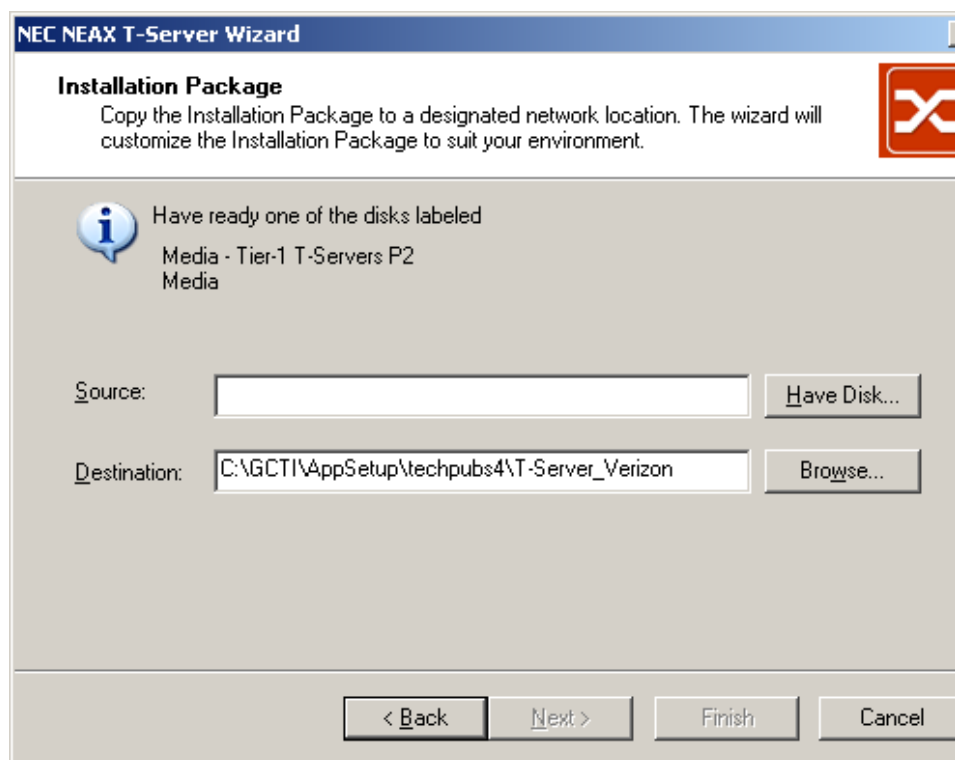 NEC NEAX T-Server Wizard
Installation Package
Copy the Installation Package to a designated network location. The wizard will
customize the Installation Package to suit your environment.
Have ready one of the disks labeled
Media - Tier-1 T-Servers P2
Media
Source:
Have Disk...
Destination:
C:\GCTI\AppSetup\techpubs4\T-Server_Verizon
Browse...
< Back
Next >
Finish
Cancel